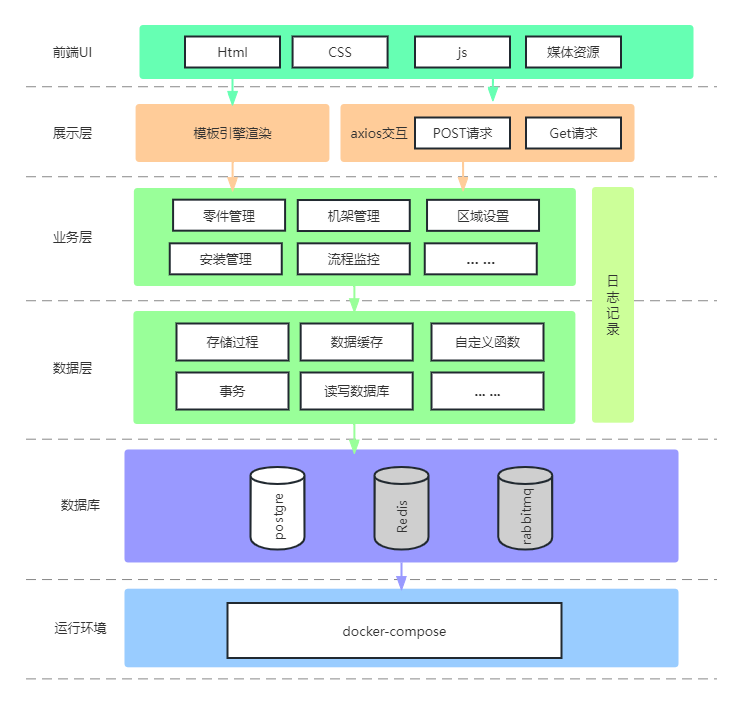 前端UI
Html
CSS
js
媒体资源
展示层
模板引擎渲染
axios交互
POST请求
Get请求
业务层
零件管理
机架管理
区域设置
安装管理
流程监控
... ...
日志记录
数据层
存储过程
数据缓存
自定义函数
事务
读写数据库
... ...
数据库
postgre
Redis
rabbitmq
运行环境
docker-compose